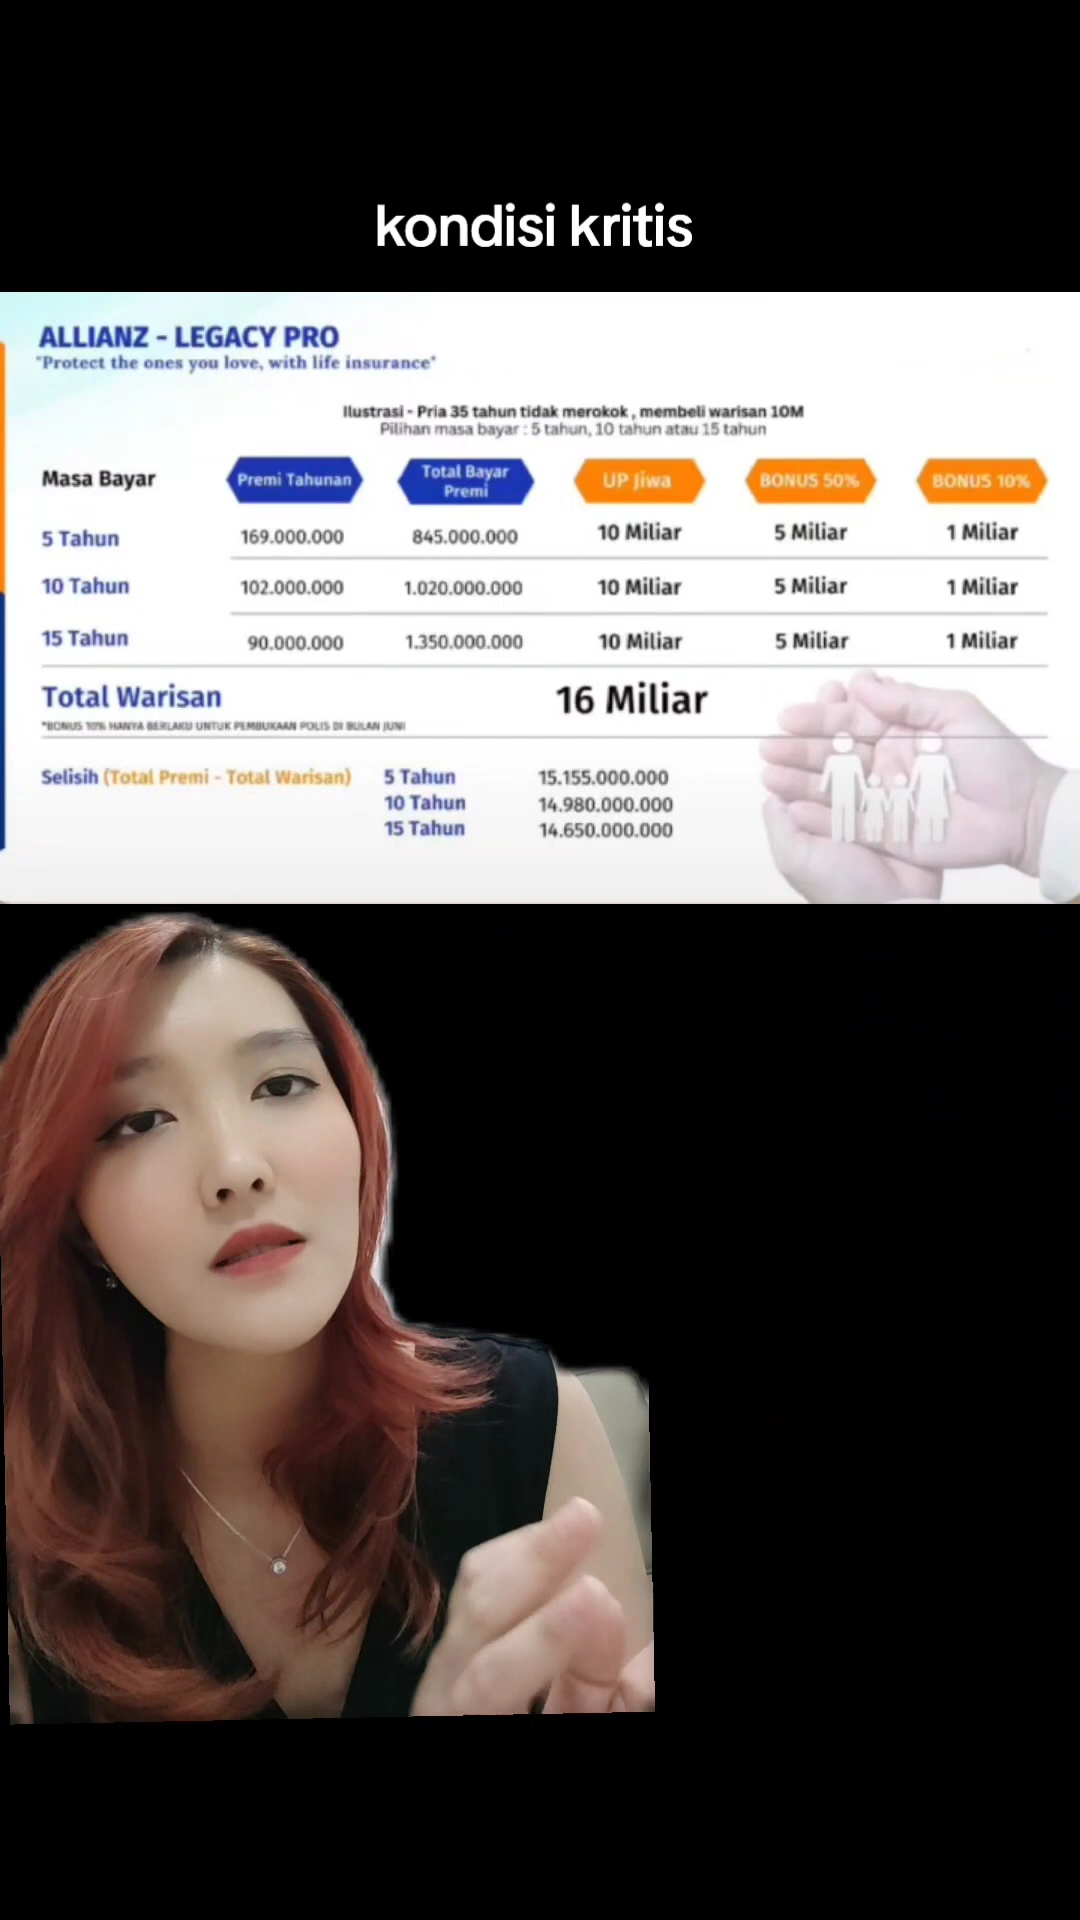 kondisi kritis
ALLIANZ - LEGACY PRO
"Protect the ones you love, with life insurance"
Ilustrasi - Pria 35 tahun tidak merokok , membeli warisan 10M
Pilihan masa bayar : 5 tahun, 10 tahun atau 15 tahun
Masa Bayar Premi Tahunan Total Bayar Premi UP Jiwa BONUS 50% BONUS 10%
5 Tahun 169.000.000 845.000.000 10 Miliar 5 Miliar 1 Miliar
10 Tahun 102.000.000 1.020.000.000 10 Miliar 5 Miliar 1 Miliar
15 Tahun 90.000.000 1.350.000.000 10 Miliar 5 Miliar 1 Miliar
Total Warisan 16 Miliar
*BONUS 10% HANYA BERLAKU UNTUK PEMBUKAAN POLIS DI BULAN JUNI
Selisih (Total Premi - Total Warisan) 5 Tahun 15.155.000.000
10 Tahun 14.980.000.000
15 Tahun 14.650.000.000